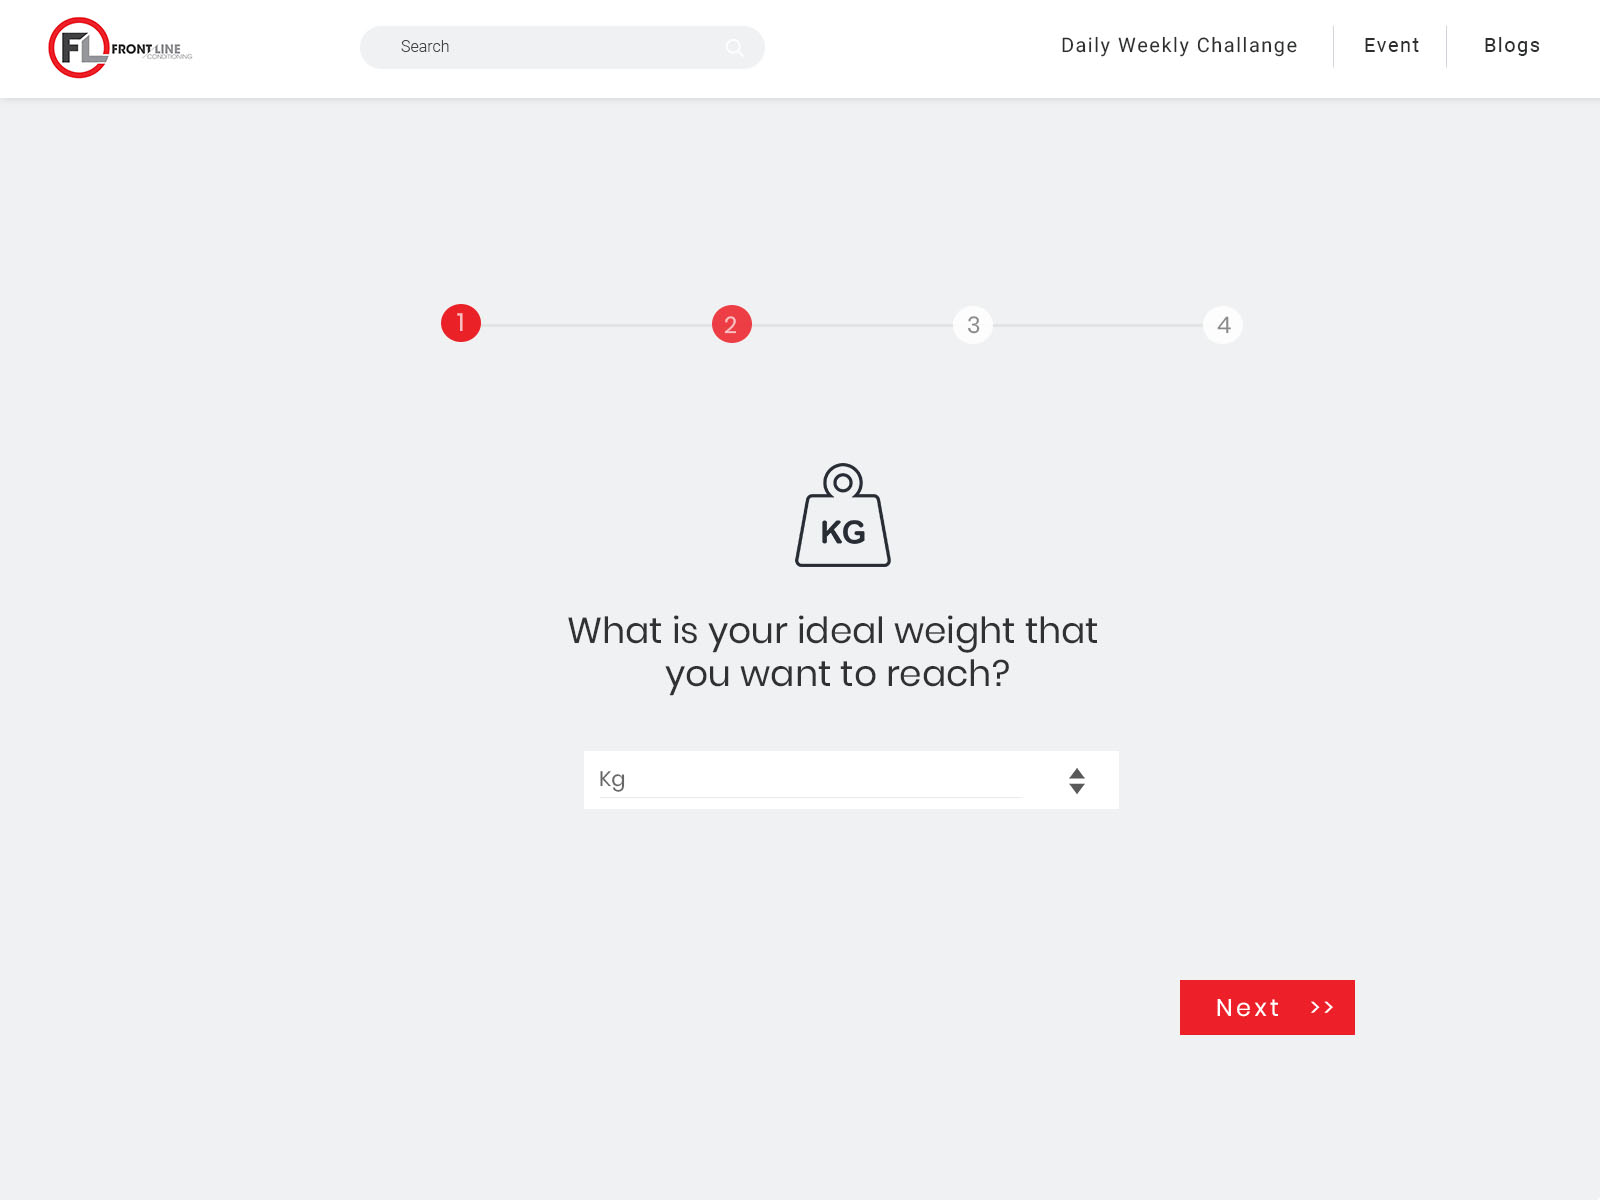 FL FRONT LINE
CONDITIONING
Search
Daily Weekly Challange
Event
Blogs
1
2
3
4
KG
What is your ideal weight that
you want to reach?
Kg
Next >>